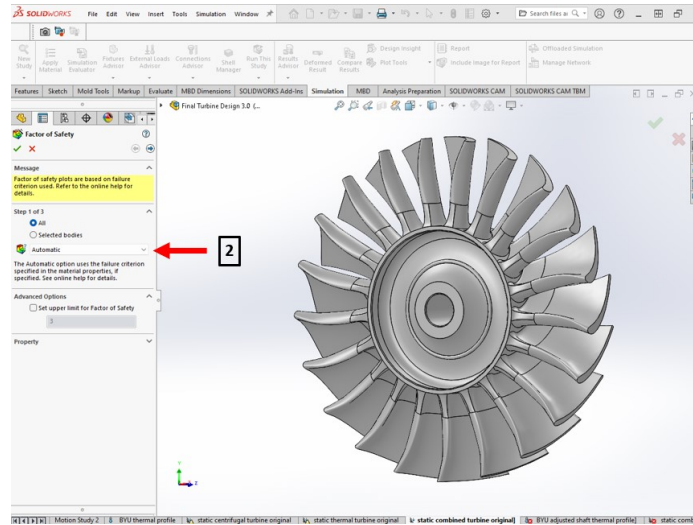 SOLIDWORKS File Edit View Insert Tools Simulation Window Search files ai
New Study Apply Material Simulation Evaluator Fixtures Advisor External Loads Advisor Connections Advisor Shell Manager Run This Study Results Advisor Deformed Result Compare Results Design Insight Plot Tools Report Include Image for Report Offloaded Simulation Manage Network
Features Sketch Mold Tools Markup Evaluate MBD Dimensions SOLIDWORKS Add-Ins Simulation MBD Analysis Preparation SOLIDWORKS CAM SOLIDWORKS CAM TBM
Final Turbine Design 3.0 (...
Factor of Safety
Message
Factor of safety plots are based on failure
criterion used. Refer to the online help for
details.
Step 1 of 3
All
Selected bodies
Automatic
2
The Automatic option uses the failure criterion
specified in the material properties, if
specified. See online help for details.
Advanced Options
Set upper limit for Factor of Safety
3
Property
Motion Study 2 BYU thermal profile static centrifugal turbine original static thermal turbine original static combined turbine original] BYU adjusted shaft thermal profile] static com